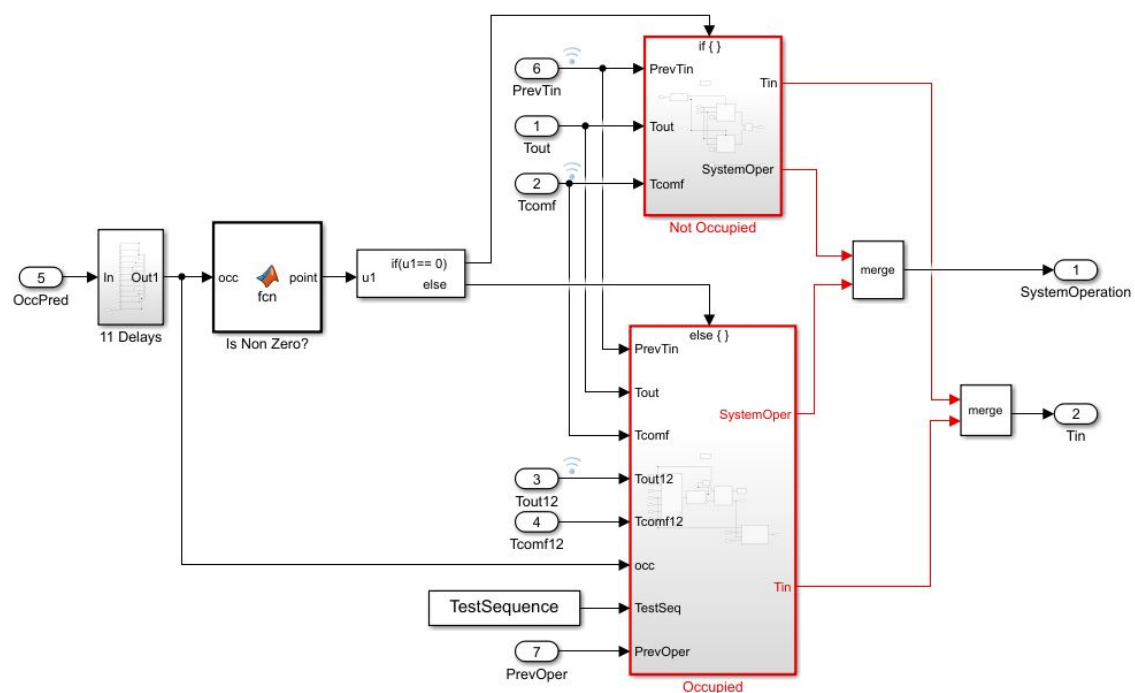 if { }
PrevTin
Tin
Tout
SystemOper
Tcomf
Not Occupied
6
PrevTin
1
Tout
2
Tcomf
5
OccPred
In
Out1
11 Delays
occ
fcn
point
Is Non Zero?
u1
if(u1== 0)
else
merge
1
SystemOperation
else { }
PrevTin
Tout
SystemOper
Tcomf
Tout12
Tcomf12
occ
Tin
TestSeq
PrevOper
Occupied
3
Tout12
4
Tcomf12
TestSequence
7
PrevOper
merge
2
Tin